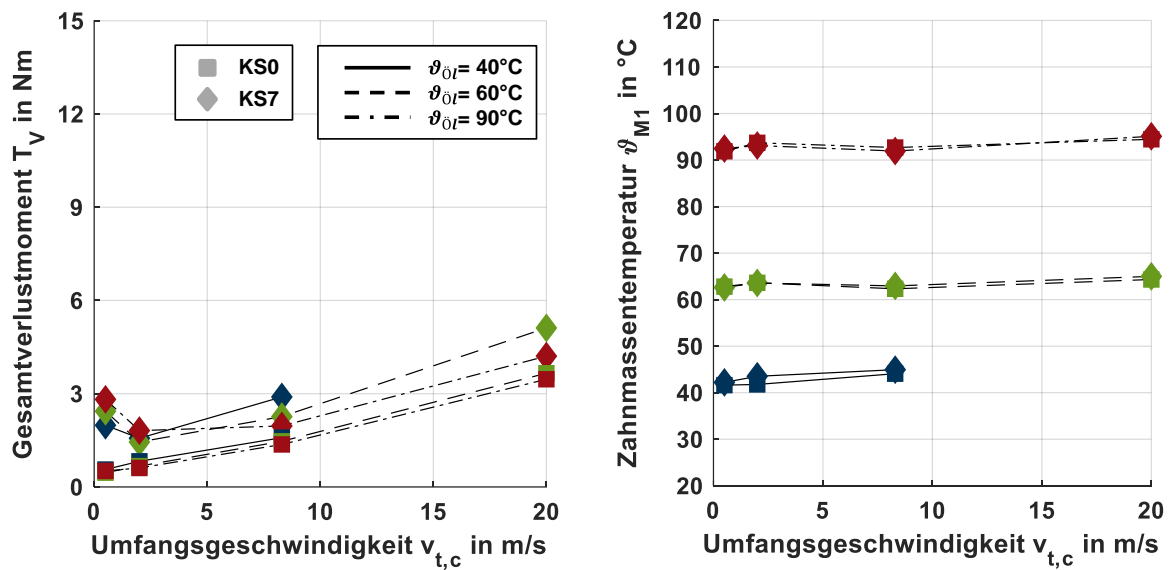 Gesamtverlustmoment T_V in Nm
15
12
9
6
3
0
KS0
KS7
ϑ_Öl= 40°C
ϑ_Öl= 60°C
ϑ_Öl= 90°C
0 5 10 15 20
Umfangsgeschwindigkeit v_t,c in m/s
Zahnmassentemperatur ϑ_M1 in °C
120
110
100
90
80
70
60
50
40
30
20
0 5 10 15 20
Umfangsgeschwindigkeit v_t,c in m/s